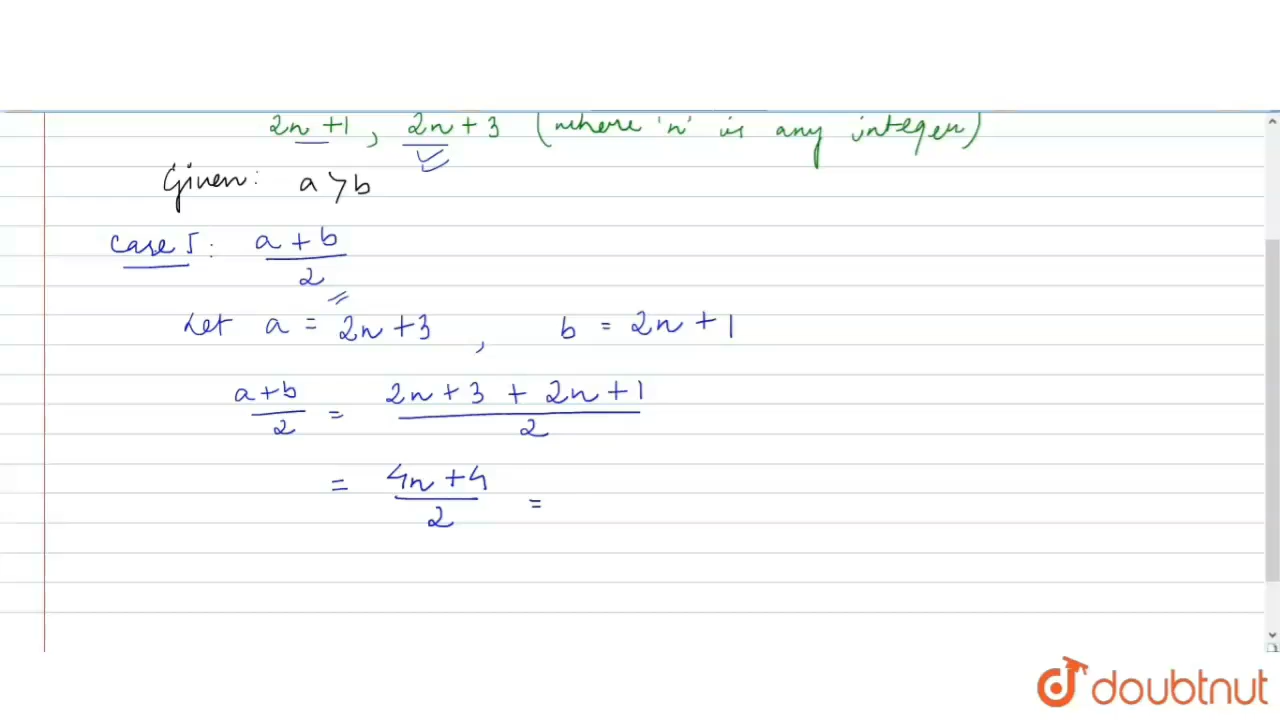 2n + 1 , 2n + 3 (where 'n' is any integer)
Given: a > b
Case I: a + b / 2
Let a = 2n + 3 , b = 2n + 1
a + b / 2 = 2n + 3 + 2n + 1 / 2
= 4n + 4 / 2 =
doubtnut